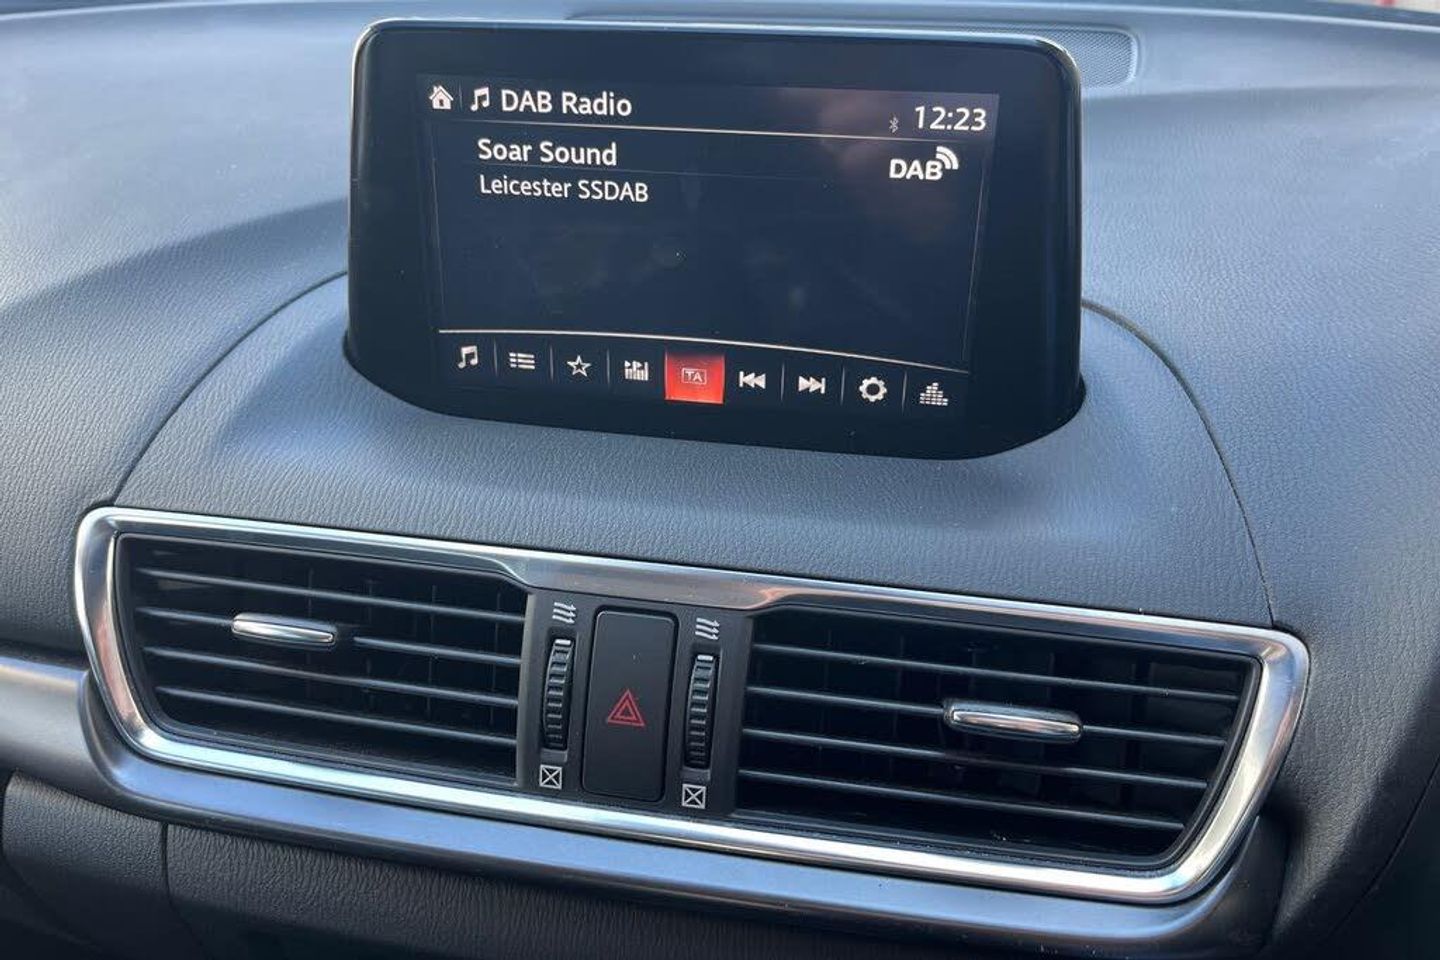 DAB Radio
12:23
Soar Sound
DAB
Leicester SSDAB
TA